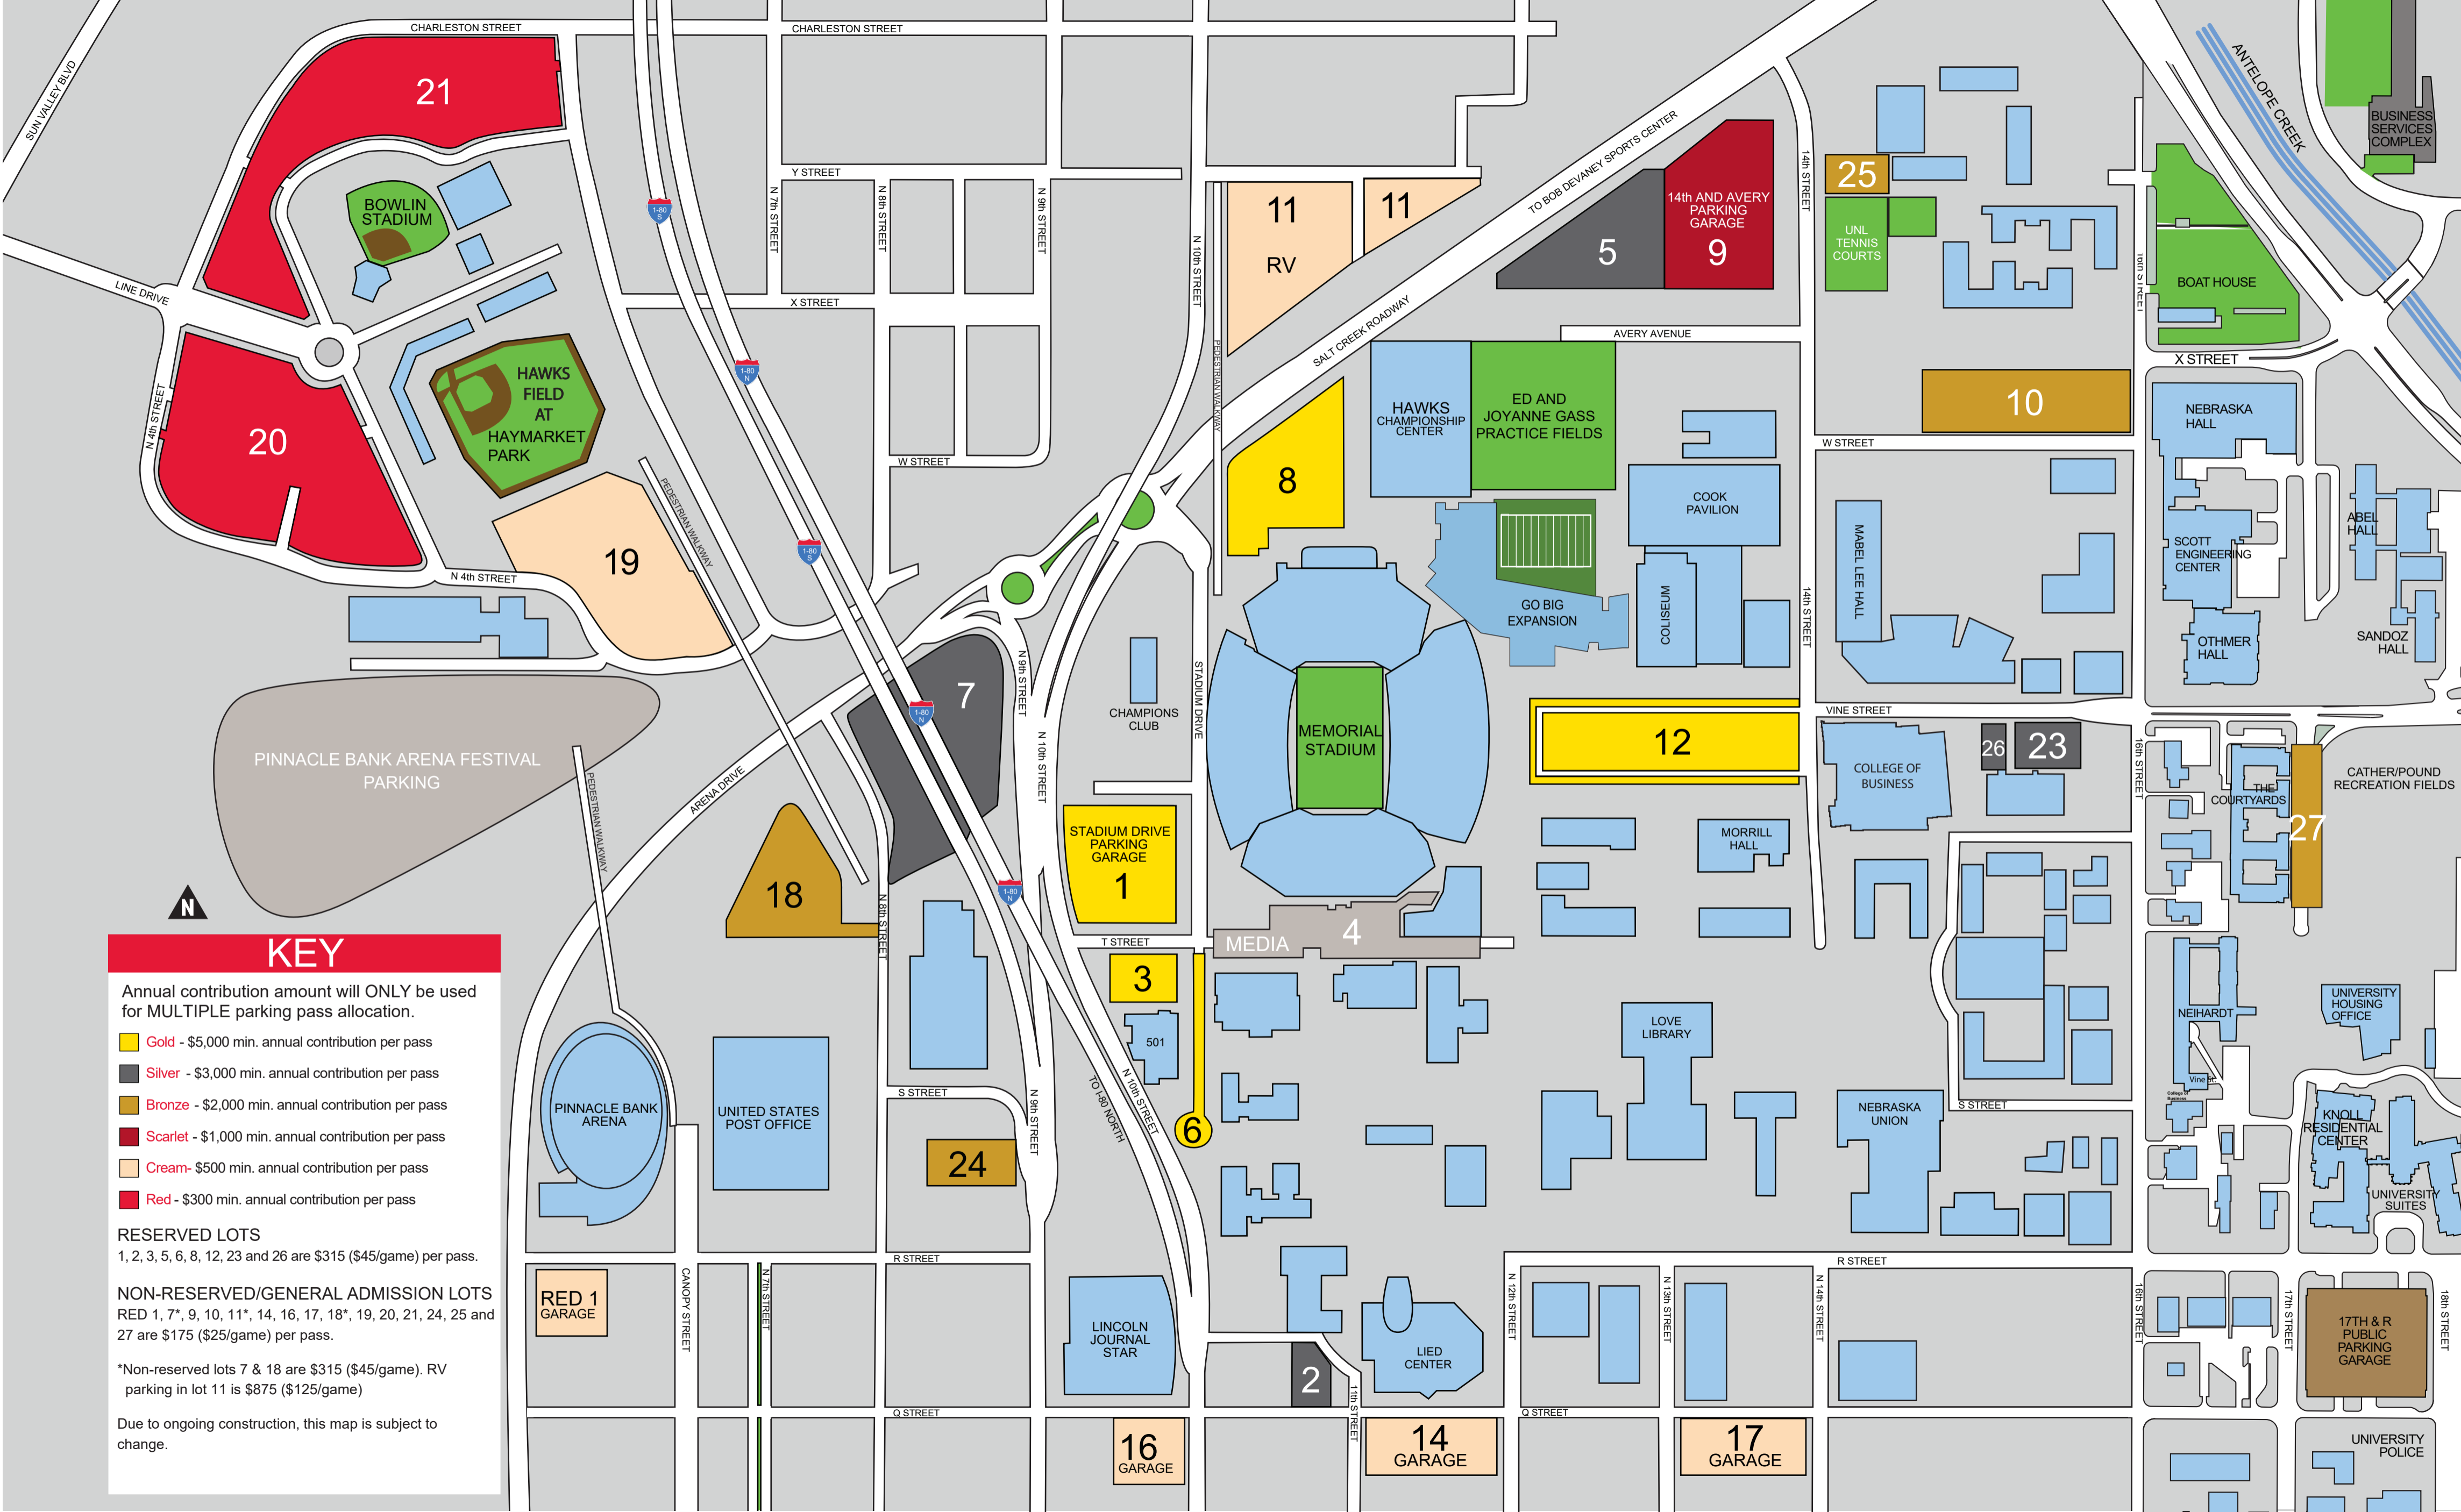 CHARLESTON STREET
CHARLESTON STREET
SUN VALLEY BLVD
21
ANTELOPE CREEK
BUSINESS
SERVICES
COMPLEX
TO BOB DEVANEY SPORTS CENTER
14th STREET
Y STREET
N 7th STREET
N 8th STREET
N 9th STREET
N 10th STREET
1-80
S
BOWLIN
STADIUM
11
RV
11
5
14th AND AVERY
PARKING
GARAGE
9
25
UNL
TENNIS
COURTS
16th STREET
BOAT HOUSE
LINE DRIVE
X STREET
SALT CREEK ROADWAY
AVERY AVENUE
X STREET
PEDESTRIAN WALKWAY
1-80
N
HAWKS
FIELD
AT
HAYMARKET
PARK
N 4th STREET
20
HAWKS
CHAMPIONSHIP
CENTER
ED AND
JOYANNE GASS
PRACTICE FIELDS
10
NEBRASKA
HALL
W STREET
W STREET
8
COOK
PAVILION
PEDESTRIAN WALKWAY
19
1-80
S
N 4th STREET
MABEL LEE HALL
ABEL
HALL
SCOTT
ENGINEERING
CENTER
GO BIG
EXPANSION
COLISEUM
14th STREET
OTHMER
HALL
SANDOZ
HALL
7
N 9th STREET
STADIUM DRIVE
CHAMPIONS
CLUB
1-80
N
MEMORIAL
STADIUM
12
VINE STREET
26
23
16th STREET
COLLEGE OF
BUSINESS
CATHER/POUND
RECREATION FIELDS
THE
COURTYARDS
27
PINNACLE BANK ARENA FESTIVAL
PARKING
PEDESTRIAN WALKWAY
ARENA DRIVE
N 10th STREET
STADIUM DRIVE
PARKING
GARAGE
1
MORRILL
HALL
18
N 8th STREET
1-80
N
T STREET
MEDIA
4
3
N
KEY
Annual contribution amount will ONLY be used
for MULTIPLE parking pass allocation.
Gold - $5,000 min. annual contribution per pass
Silver - $3,000 min. annual contribution per pass
Bronze - $2,000 min. annual contribution per pass
Scarlet - $1,000 min. annual contribution per pass
Cream- $500 min. annual contribution per pass
Red - $300 min. annual contribution per pass
RESERVED LOTS
1, 2, 3, 5, 6, 8, 12, 23 and 26 are $315 ($45/game) per pass.
NON-RESERVED/GENERAL ADMISSION LOTS
RED 1, 7*, 9, 10, 11*, 14, 16, 17, 18*, 19, 20, 21, 24, 25 and
27 are $175 ($25/game) per pass.
*Non-reserved lots 7 & 18 are $315 ($45/game). RV
parking in lot 11 is $875 ($125/game)
Due to ongoing construction, this map is subject to
change.
501
LOVE
LIBRARY
NEIHARDT
UNIVERSITY
HOUSING
OFFICE
Vine St.
College of
Business
PINNACLE BANK
ARENA
UNITED STATES
POST OFFICE
S STREET
N 9th STREET
TO I-80 NORTH
N 10th STREET
6
24
NEBRASKA
UNION
S STREET
KNOLL
RESIDENTIAL
CENTER
UNIVERSITY
SUITES
R STREET
R STREET
RED 1
GARAGE
CANOPY STREET
N 7th STREET
LINCOLN
JOURNAL
STAR
2
11th STREET
LIED
CENTER
N 12th STREET
N 13th STREET
N 14th STREET
16th STREET
17th STREET
17TH & R
PUBLIC
PARKING
GARAGE
18th STREET
Q STREET
Q STREET
16
GARAGE
14
GARAGE
17
GARAGE
UNIVERSITY
POLICE